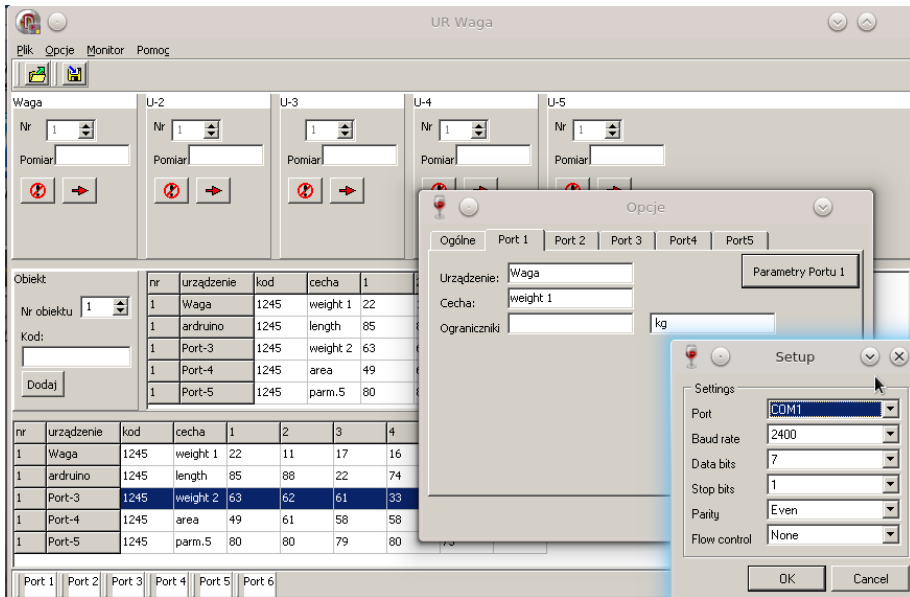 UR Waga
Plik Opcje Monitor Pomoc
Waga U-2 U-3 U-4 U-5
Nr 1 Nr 1 1 Nr 1 Nr 1
Pomiar Pomiar Pomiar Pomiar Pomiar
Opcje
Ogólne Port 1 Port 2 Port 3 Port4 Port5
Urządzenie: Waga Parametry Portu 1
Cecha: weight 1
Ograniczniki kg
Obiekt
Nr obiektu 1
Kod:
Dodaj
nr urządzenie kod cecha 1
1 Waga 1245 weight 1 22
1 ardruino 1245 length 85
1 Port-3 1245 weight 2 63
1 Port-4 1245 area 49
1 Port-5 1245 parm.5 80
nr urządzenie kod cecha 1 2 3 4
1 Waga 1245 weight 1 22 11 17 16
1 ardruino 1245 length 85 88 22 74
1 Port-3 1245 weight 2 63 62 61 33
1 Port-4 1245 area 49 61 58 58
1 Port-5 1245 parm.5 80 80 79 80
Port 1 Port 2 Port 3 Port 4 Port 5 Port 6
Setup
Settings
Port COM1
Baud rate 2400
Data bits 7
Stop bits 1
Parity Even
Flow control None
OK Cancel